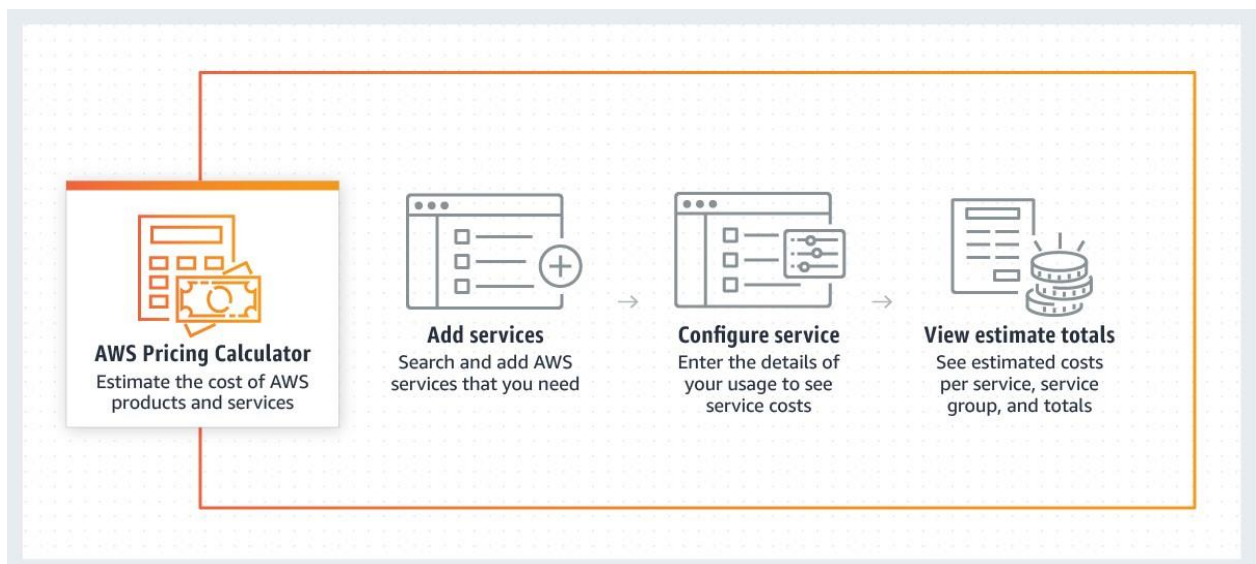 AWS Pricing Calculator
Estimate the cost of AWS
products and services
Add services
Search and add AWS
services that you need
Configure service
Enter the details of
your usage to see
service costs
View estimate totals
See estimated costs
per service, service
group, and totals